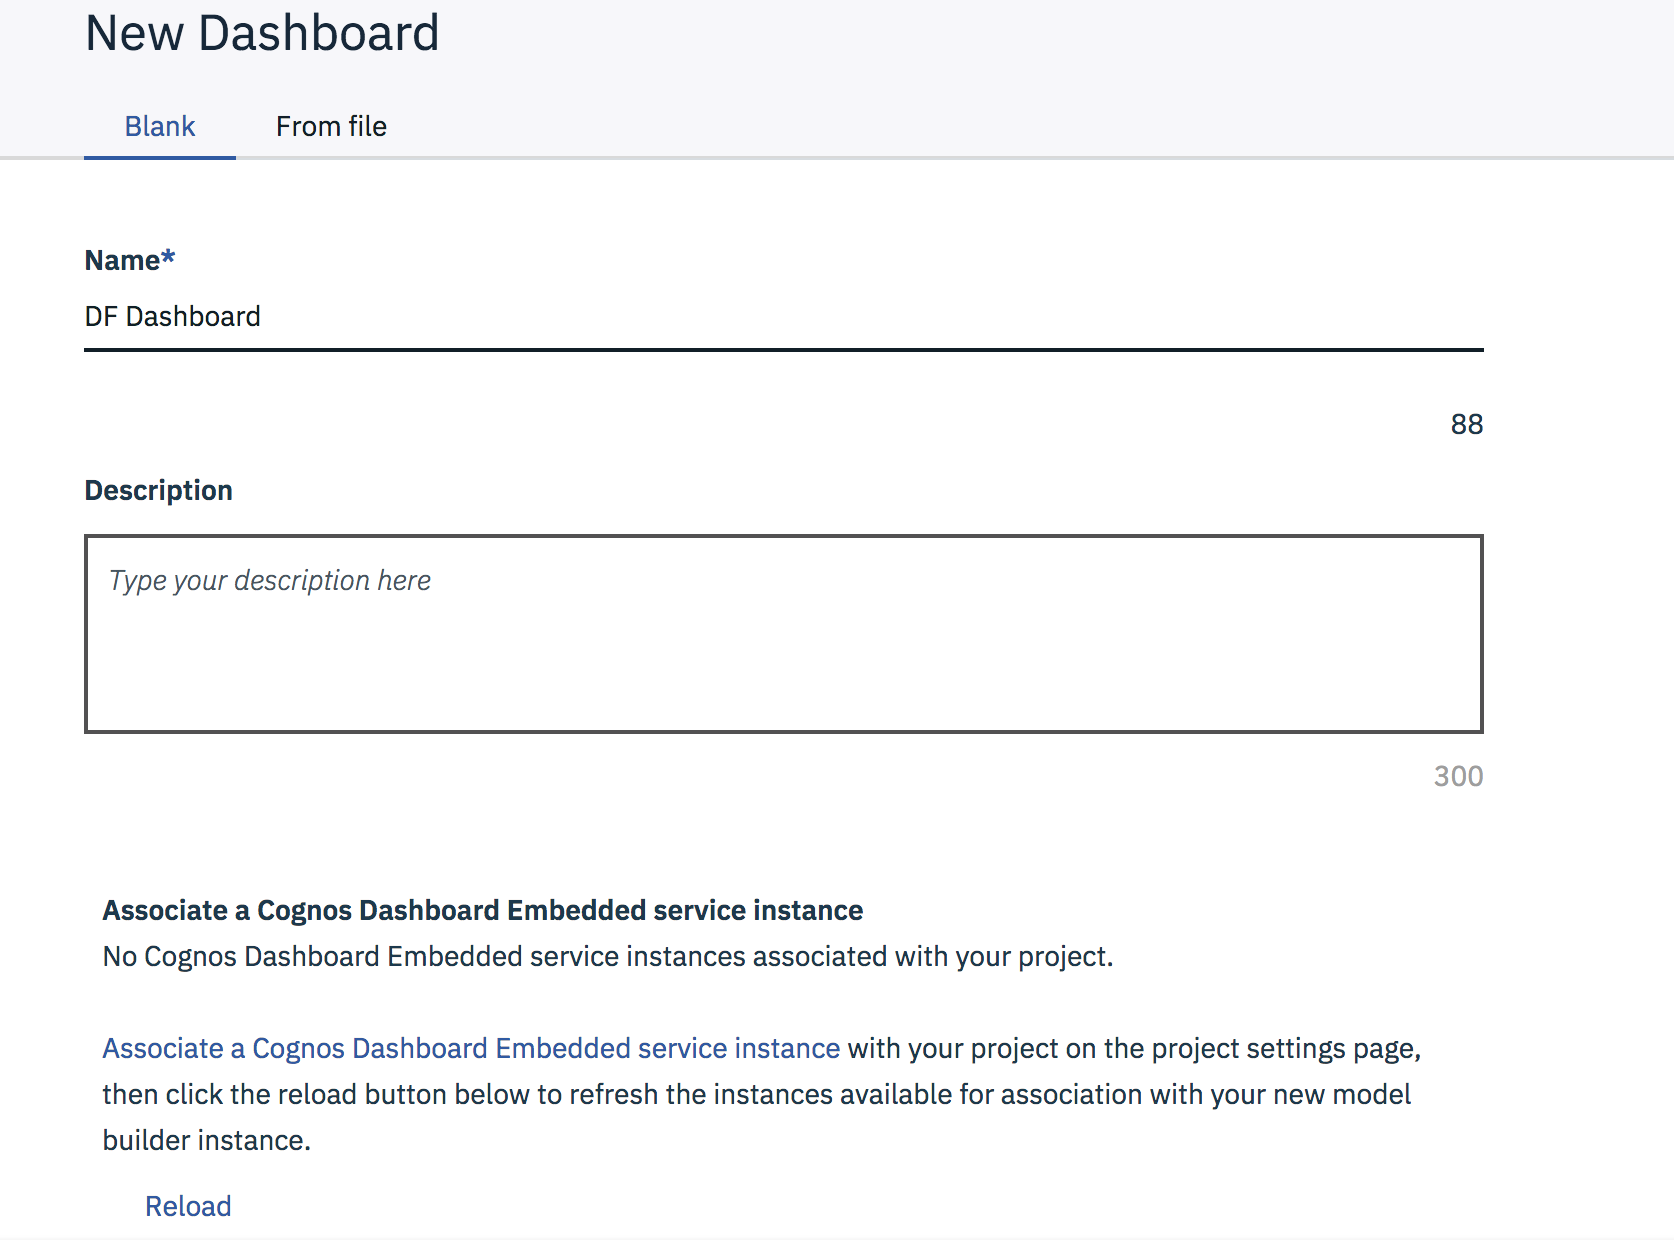 New Dashboard
Blank From file
Name*
DF Dashboard
88
Description
Type your description here
300
Associate a Cognos Dashboard Embedded service instance
No Cognos Dashboard Embedded service instances associated with your project.
Associate a Cognos Dashboard Embedded service instance with your project on the project settings page,
then click the reload button below to refresh the instances available for association with your new model
builder instance.
Reload